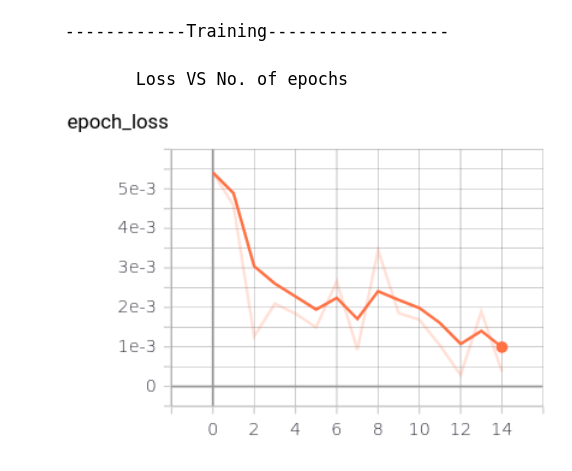 ------------Training------------------
Loss VS No. of epochs
epoch_loss
5e-3
4e-3
3e-3
2e-3
1e-3
0
0 2 4 6 8 10 12 14